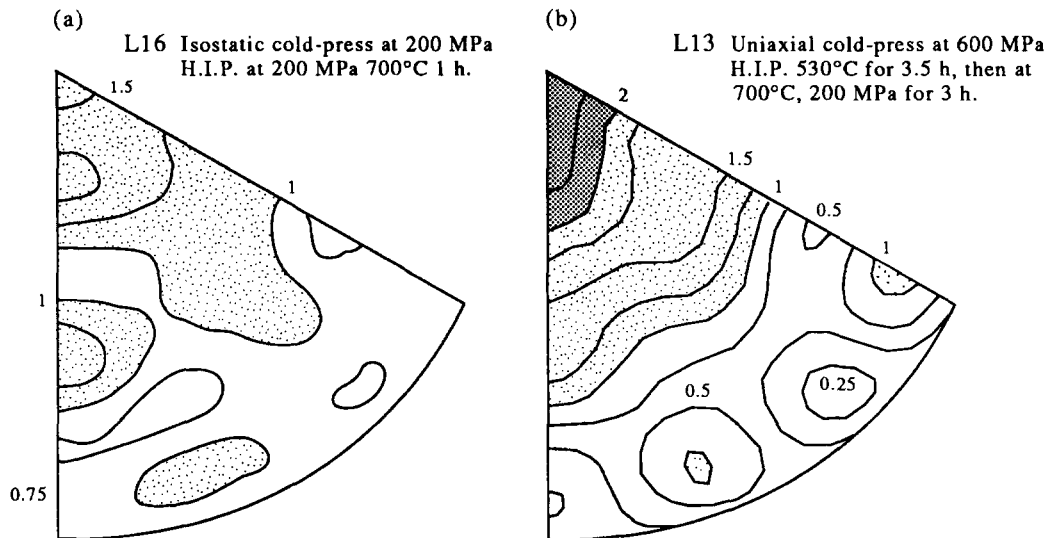 (a)
L16 Isostatic cold-press at 200 MPa
H.I.P. at 200 MPa 700°C 1 h.
1.5
1
1
0.75
(b)
L13 Uniaxial cold-press at 600 MPa
H.I.P. 530°C for 3.5 h, then at
700°C, 200 MPa for 3 h.
2
1.5
1
0.5
1
0.25
0.5